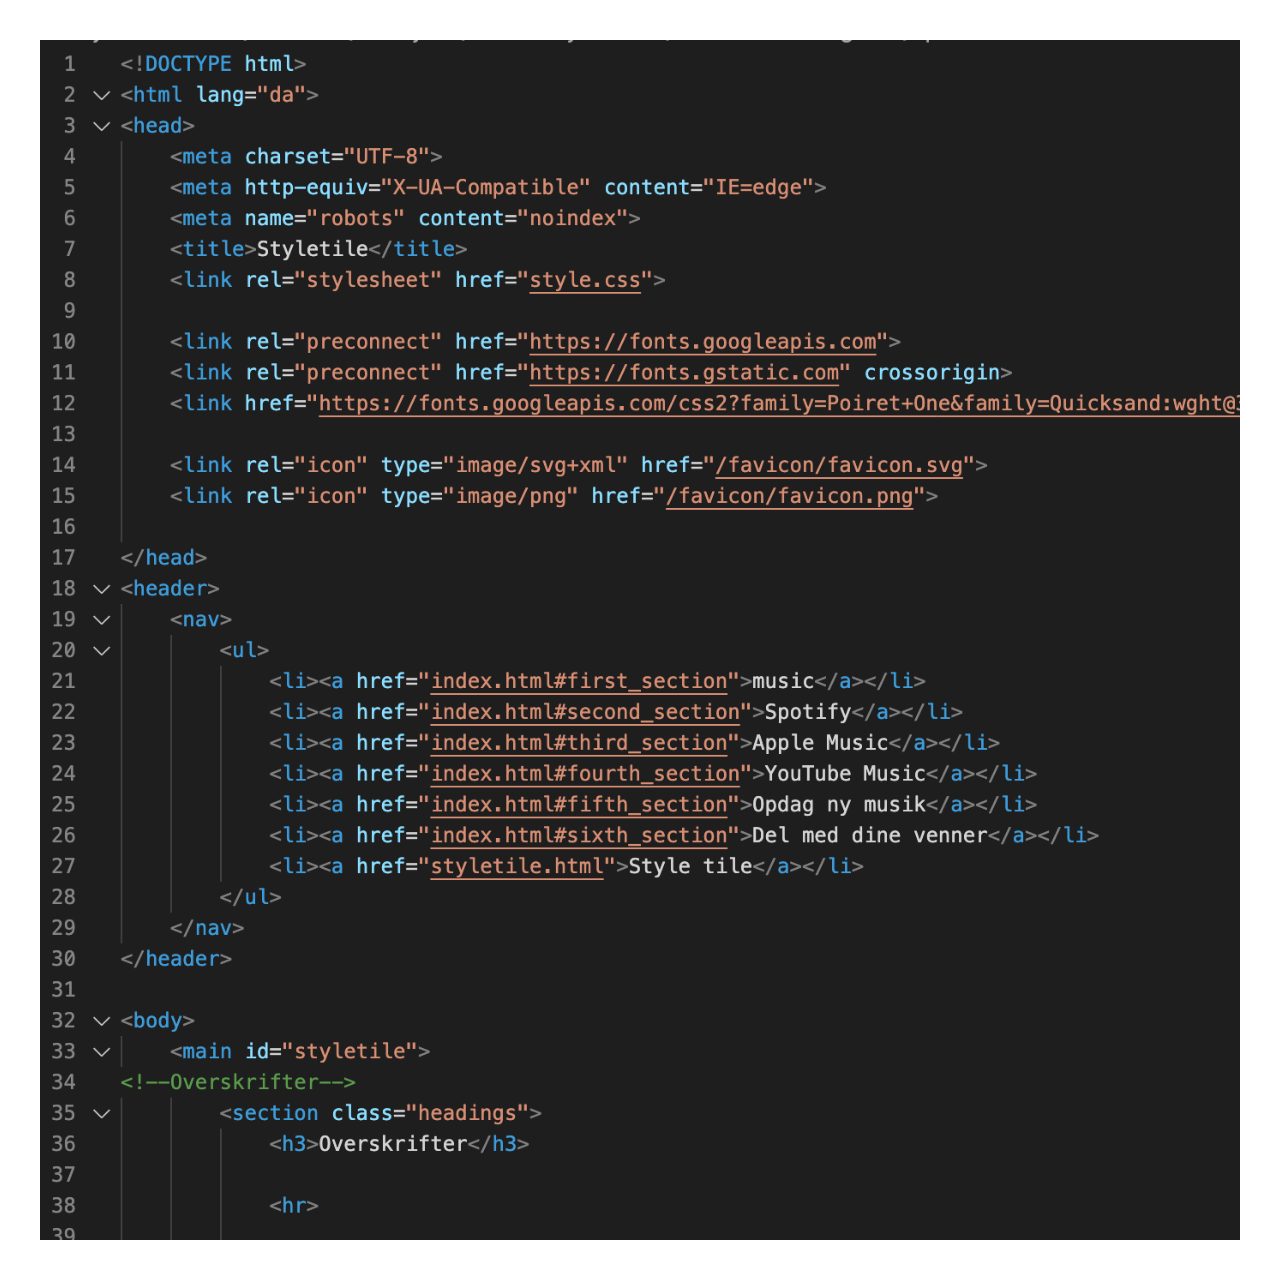 1 <!DOCTYPE html>
2 <html lang="da">
3 <head>
4 <meta charset="UTF-8">
5 <meta http-equiv="X-UA-Compatible" content="IE=edge">
6 <meta name="robots" content="noindex">
7 <title>Styletile</title>
8 <link rel="stylesheet" href="style.css">
9
10 <link rel="preconnect" href="https://fonts.googleapis.com">
11 <link rel="preconnect" href="https://fonts.gstatic.com" crossorigin>
12 <link href="https://fonts.googleapis.com/css2?family=Poiret+One&family=Quicksand:wght@3
13
14 <link rel="icon" type="image/svg+xml" href="/favicon/favicon.svg">
15 <link rel="icon" type="image/png" href="/favicon/favicon.png">
16
17 </head>
18 <header>
19 <nav>
20 <ul>
21 <li><a href="index.html#first_section">music</a></li>
22 <li><a href="index.html#second_section">Spotify</a></li>
23 <li><a href="index.html#third_section">Apple Music</a></li>
24 <li><a href="index.html#fourth_section">YouTube Music</a></li>
25 <li><a href="index.html#fifth_section">Opdag ny musik</a></li>
26 <li><a href="index.html#sixth_section">Del med dine venner</a></li>
27 <li><a href="styletile.html">Style tile</a></li>
28 </ul>
29 </nav>
30 </header>
31
32 <body>
33 <main id="styletile">
34 <!--Overskrifter-->
35 <section class="headings">
36 <h3>Overskrifter</h3>
37
38 <hr>
39